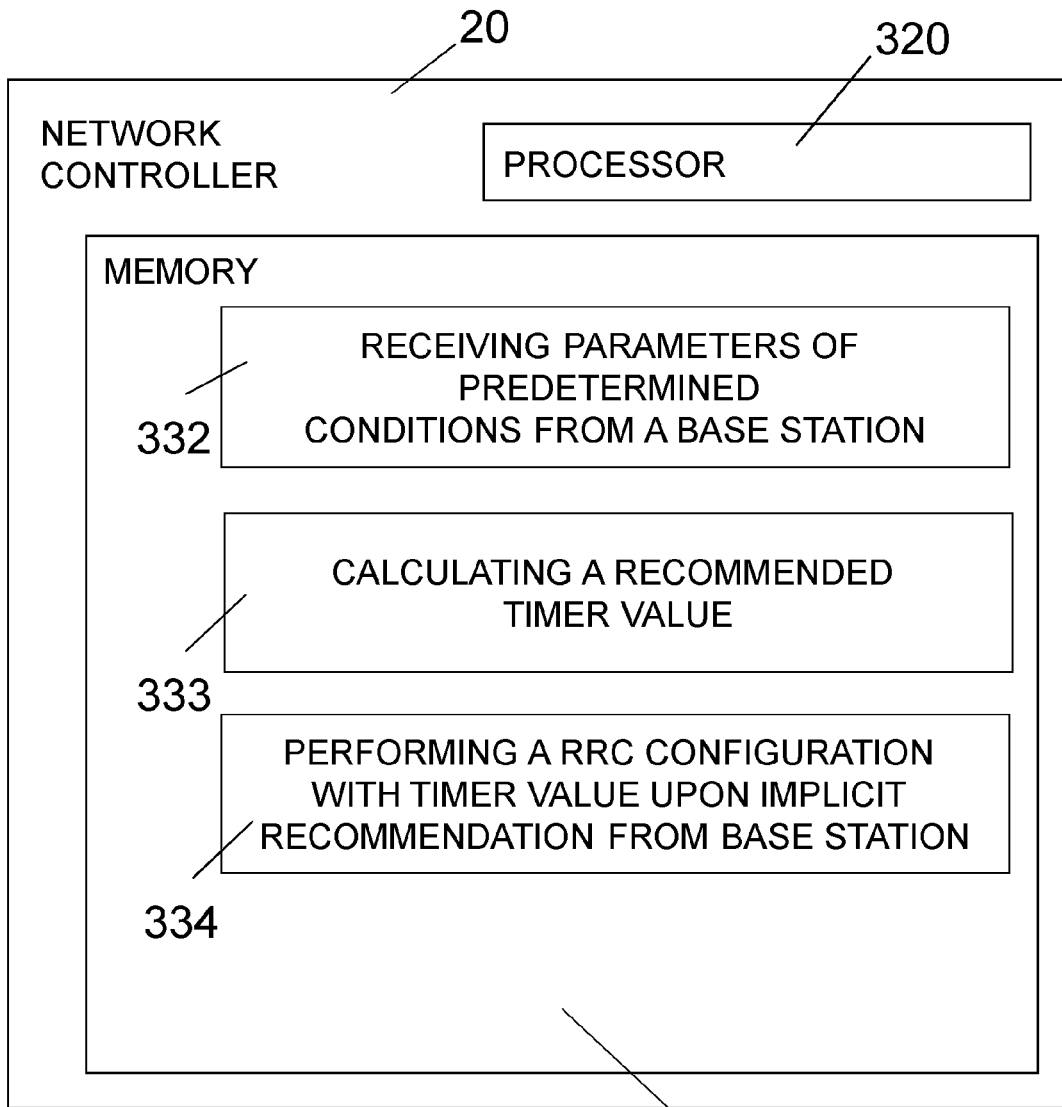 20
320
NETWORK
CONTROLLER
PROCESSOR
MEMORY
RECEIVING PARAMETERS OF
PREDETERMINED
CONDITIONS FROM A BASE STATION
332
CALCULATING A RECOMMENDED
TIMER VALUE
333
PERFORMING A RRC CONFIGURATION
WITH TIMER VALUE UPON IMPLICIT
RECOMMENDATION FROM BASE STATION
334